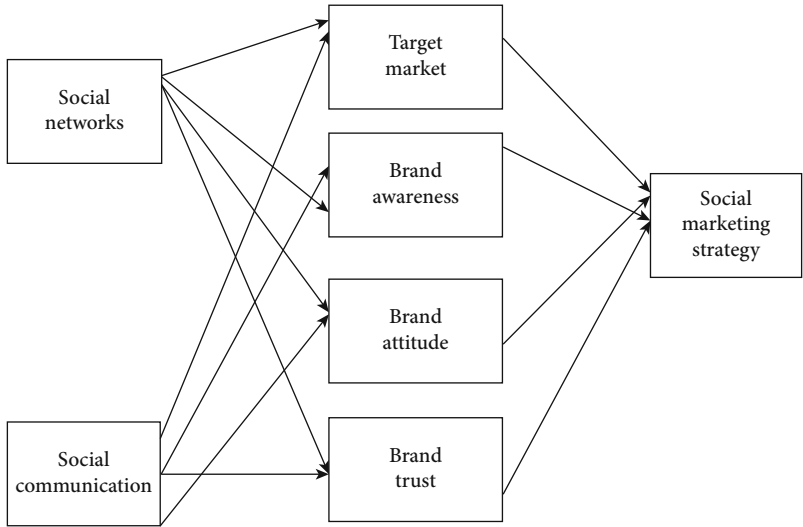 Social
networks
Social
communication
Target
market
Brand
awareness
Brand
attitude
Brand
trust
Social
marketing
strategy